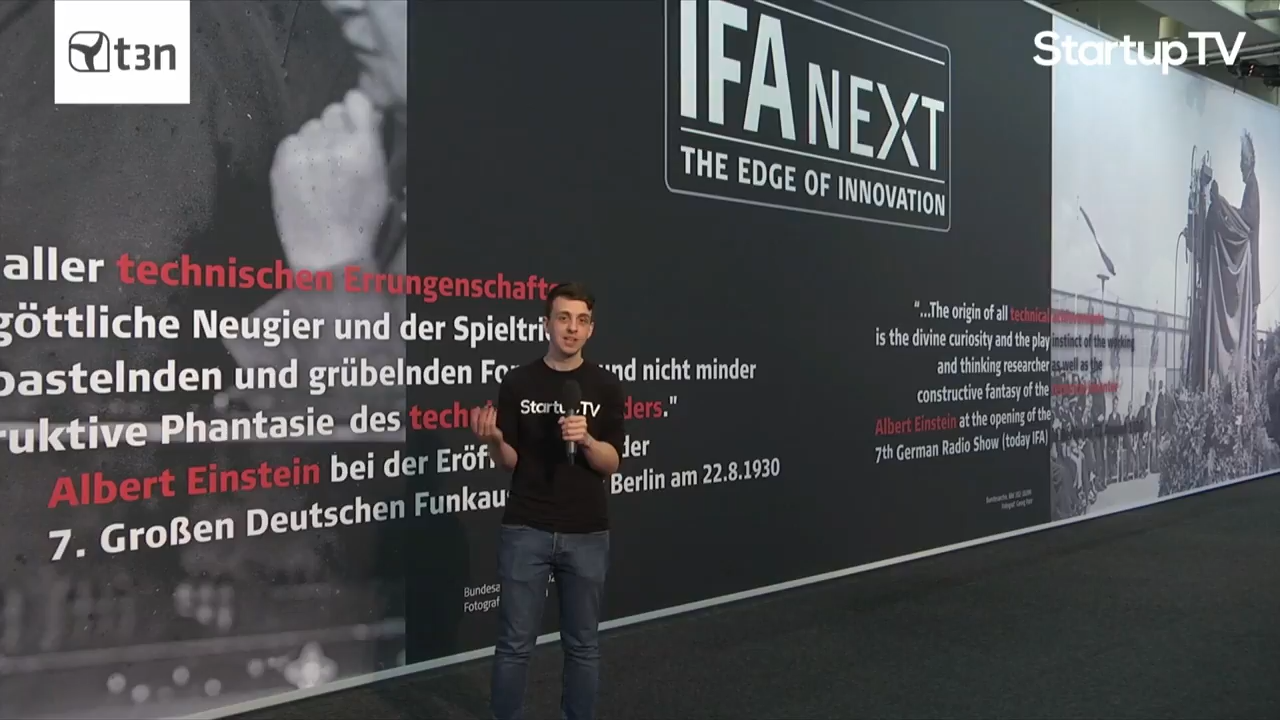 t3n
StartupTV
IFA NEXT
THE EDGE OF INNOVATION
aller technischen Errungenschafte
göttliche Neugier und der Spieltri
bastelnden und grübelnden For und nicht minder
ruktive Phantasie des tech ders."
Albert Einstein bei der Eröf der
7. Großen Deutschen Funkau Berlin am 22.8.1930
Bundesa
Fotograf
StartupTV
"...The origin of all technical
is the divine curiosity and the play instinct of the working
and thinking researcher as well as the
constructive fantasy of the
Albert Einstein at the opening of the
7th German Radio Show (today IFA)